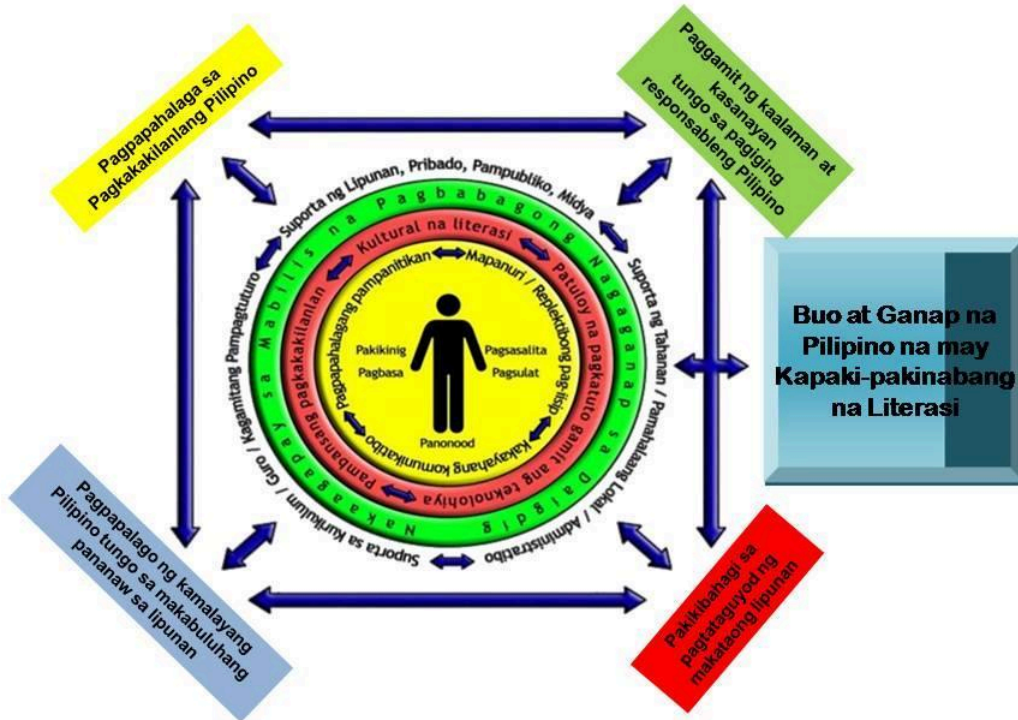 Pagpapahalaga sa
Pagkakakilanlang Pilipino
Paggamit ng kaalaman at
kasanayan
tungo sa pagiging
responsableng Pilipino
Suporta ng Lipunan, Pribado, Pampubliko, Midya
Suporta ng Tahanan / Pamahalaang Lokal / Administratibo
Suporta sa Kurikulum / Guro / Kagamitang Pampagtuturo
Nakaagapay sa Mabilis na Pagbabagong Nagaganap sa Daigdig
Kultural na literasi
Patuloy na pagkatuto gamit ang teknolohiya
Pambansang pagkakakilanlan
Pagpapahalagang pampanitikan
Mapanuri / Replektibong pag-iisip
Kakayahang komunikatibo
Pakikinig
Pagsasalita
Pagbasa
Pagsulat
Panonood
Buo at Ganap na
Pilipino na may
Kapaki-pakinabang
na Literasi
Pagpapalago ng kamalayang
Pilipino tungo sa makabuluhang
pananaw sa lipunan
Pakikibahagi sa
pagtataguyod ng
makataong lipunan